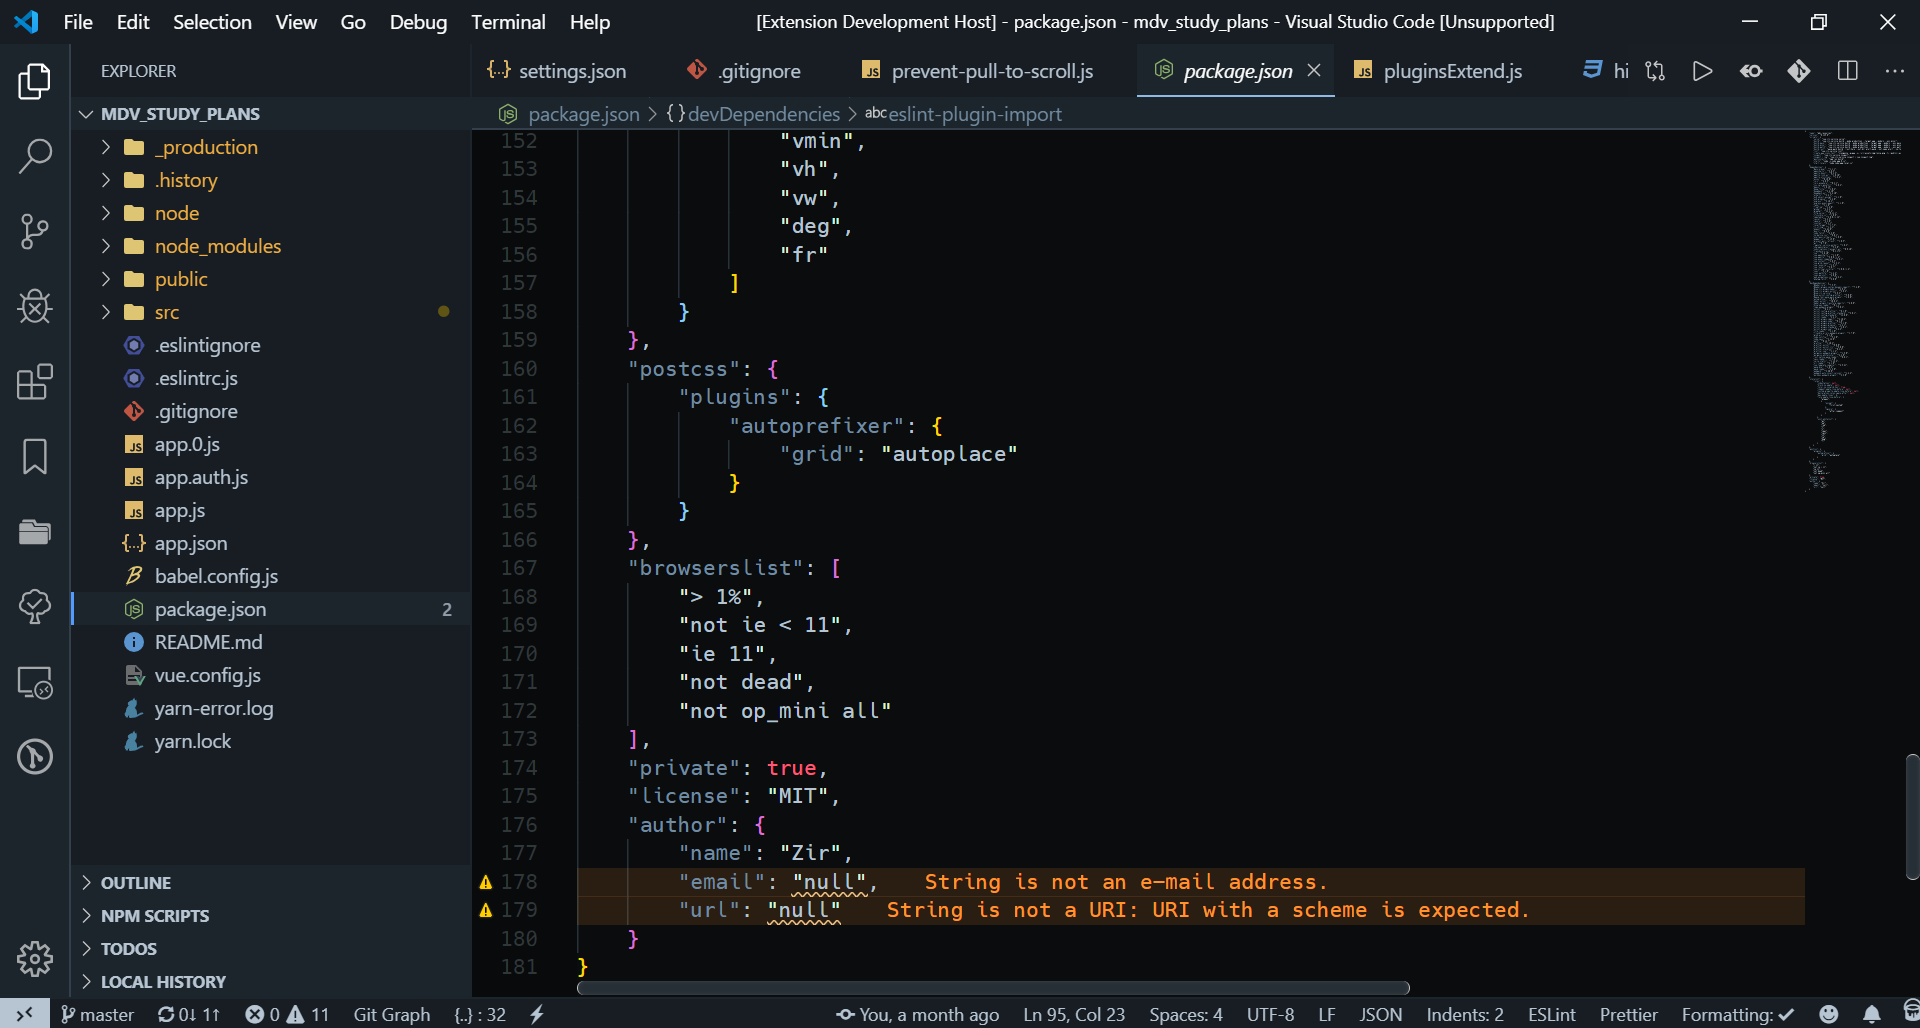 File Edit Selection View Go Debug Terminal Help
[Extension Development Host] - package.json - mdv_study_plans - Visual Studio Code [Unsupported]
EXPLORER
settings.json
.gitignore
prevent-pull-to-scroll.js
package.json
pluginsExtend.js
hi
MDV_STUDY_PLANS
package.json > {} devDependencies > abc eslint-plugin-import
_production
.history
node
node_modules
public
src
.eslintignore
.eslintrc.js
.gitignore
app.0.js
app.auth.js
app.js
app.json
babel.config.js
package.json 2
README.md
vue.config.js
yarn-error.log
yarn.lock
OUTLINE
NPM SCRIPTS
TODOS
LOCAL HISTORY
152 "vmin",
153 "vh",
154 "vw",
155 "deg",
156 "fr"
157 ]
158 }
159 },
160 "postcss": {
161 "plugins": {
162 "autoprefixer": {
163 "grid": "autoplace"
164 }
165 }
166 },
167 "browserslist": [
168 "> 1%",
169 "not ie < 11",
170 "ie 11",
171 "not dead",
172 "not op_mini all"
173 ],
174 "private": true,
175 "license": "MIT",
176 "author": {
177 "name": "Zir",
178 "email": "null", String is not an e-mail address.
179 "url": "null" String is not a URI: URI with a scheme is expected.
180 }
181 }
master 0↓ 1↑ 0 11 Git Graph {..} : 32 You, a month ago Ln 95, Col 23 Spaces: 4 UTF-8 LF JSON Indents: 2 ESLint Prettier Formatting: ✓